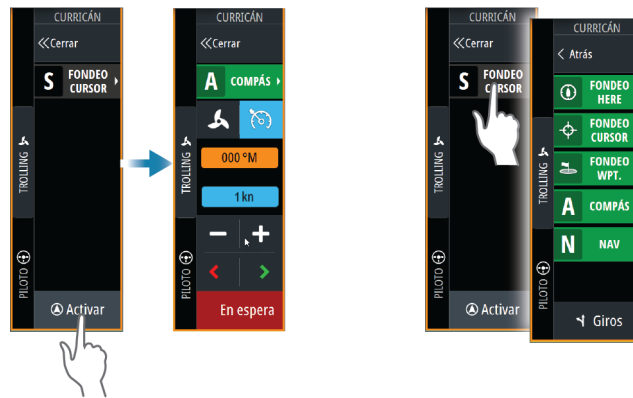 CURRICÁN
Cerrar
S FONDEO
CURSOR
TROLLING
PILOTO
Activar
CURRICÁN
Cerrar
A COMPÁS
000 °M
1 kn
TROLLING
PILOTO
En espera
CURRICÁN
Cerrar
S FONDEO
CURSOR
TROLLING
PILOTO
Activar
CURRICÁN
Atrás
FONDEO
HERE
FONDEO
CURSOR
FONDEO
WPT.
A COMPÁS
N NAV
TROLLING
PILOTO
Giros